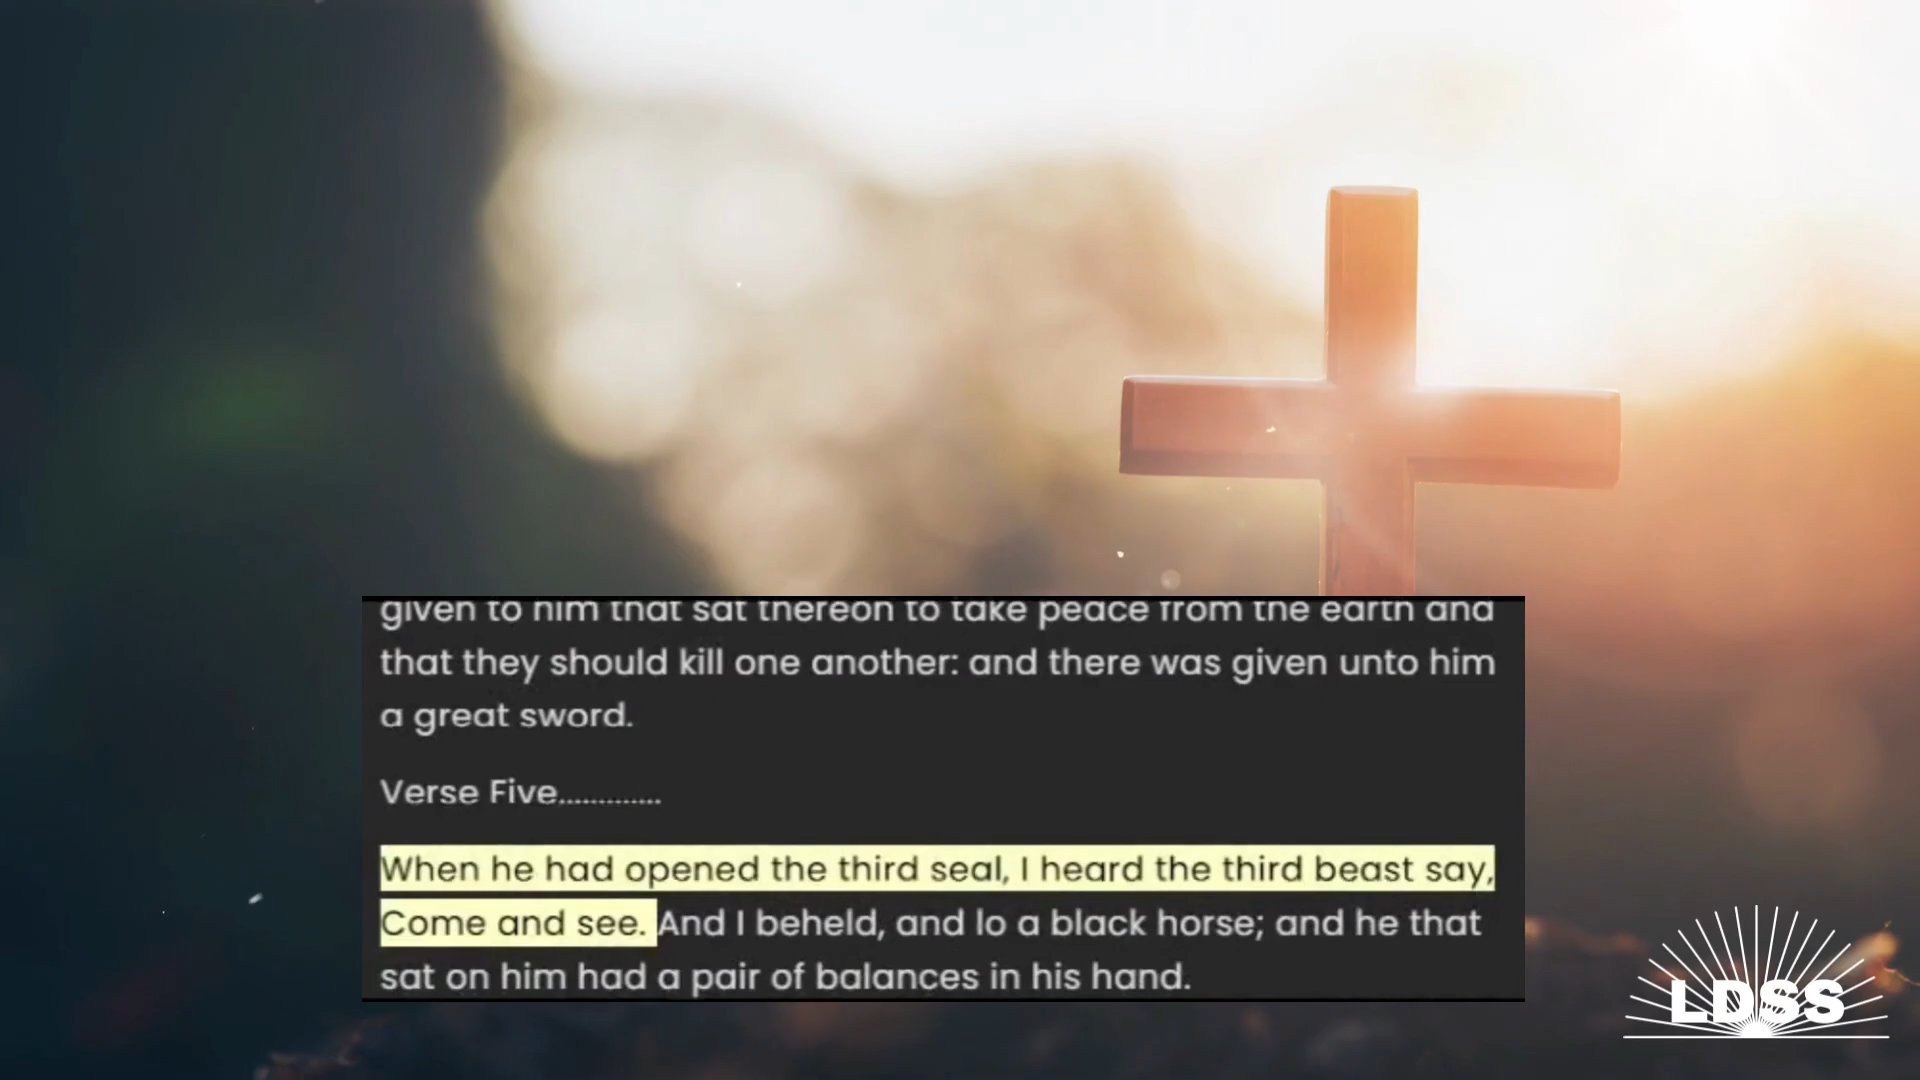 given to him that sat thereon to take peace from the earth and
that they should kill one another: and there was given unto him
a great sword.
Verse Five.............
When he had opened the third seal, I heard the third beast say,
Come and see. And I beheld, and lo a black horse; and he that
sat on him had a pair of balances in his hand.
LDSS